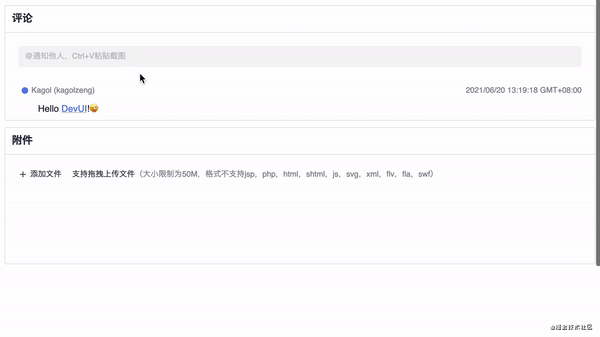 评论
@通知他人，Ctrl+V粘贴截图
Kagol (kagolzeng) 2021/06/20 13:19:18 GMT+08:00
Hello DevUI!😜
附件
+ 添加文件 支持拖拽上传文件（大小限制为50M，格式不支持jsp，php，html，shtml，js，svg，xml，flv，fla，swf）
@掘金技术社区